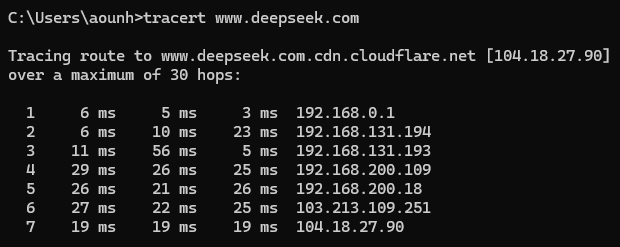 C:\Users\aounh>tracert www.deepseek.com
Tracing route to www.deepseek.com.cdn.cloudflare.net [104.18.27.90]
over a maximum of 30 hops:
1 6 ms 5 ms 3 ms 192.168.0.1
2 6 ms 10 ms 23 ms 192.168.131.194
3 11 ms 56 ms 5 ms 192.168.131.193
4 29 ms 26 ms 25 ms 192.168.200.109
5 26 ms 21 ms 26 ms 192.168.200.18
6 27 ms 22 ms 25 ms 103.213.109.251
7 19 ms 19 ms 19 ms 104.18.27.90